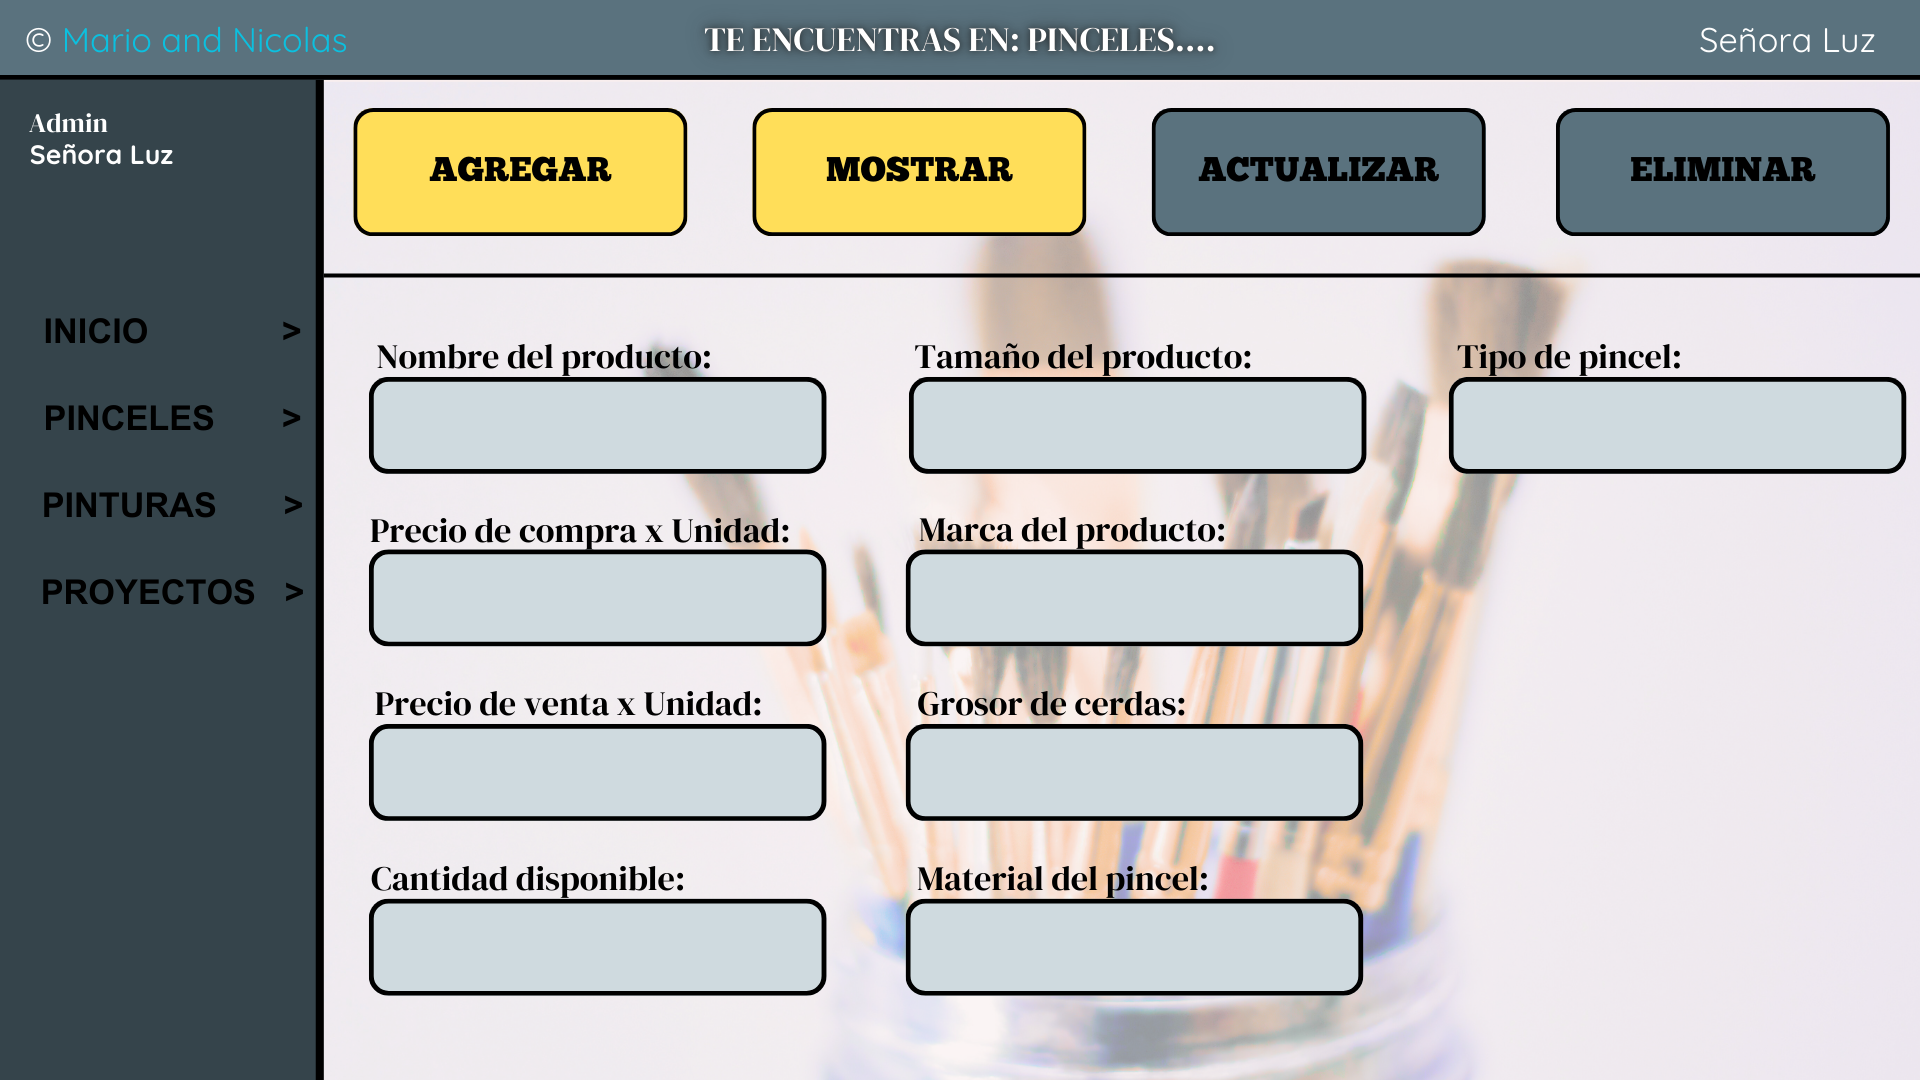 © Mario and Nicolas
TE ENCUENTRAS EN: PINCELES....
Señora Luz
Admin
Señora Luz
AGREGAR
MOSTRAR
ACTUALIZAR
ELIMINAR
INICIO >
PINCELES >
PINTURAS >
PROYECTOS >
Nombre del producto:
Tamaño del producto:
Tipo de pincel:
Precio de compra x Unidad:
Marca del producto:
Precio de venta x Unidad:
Grosor de cerdas:
Cantidad disponible:
Material del pincel: